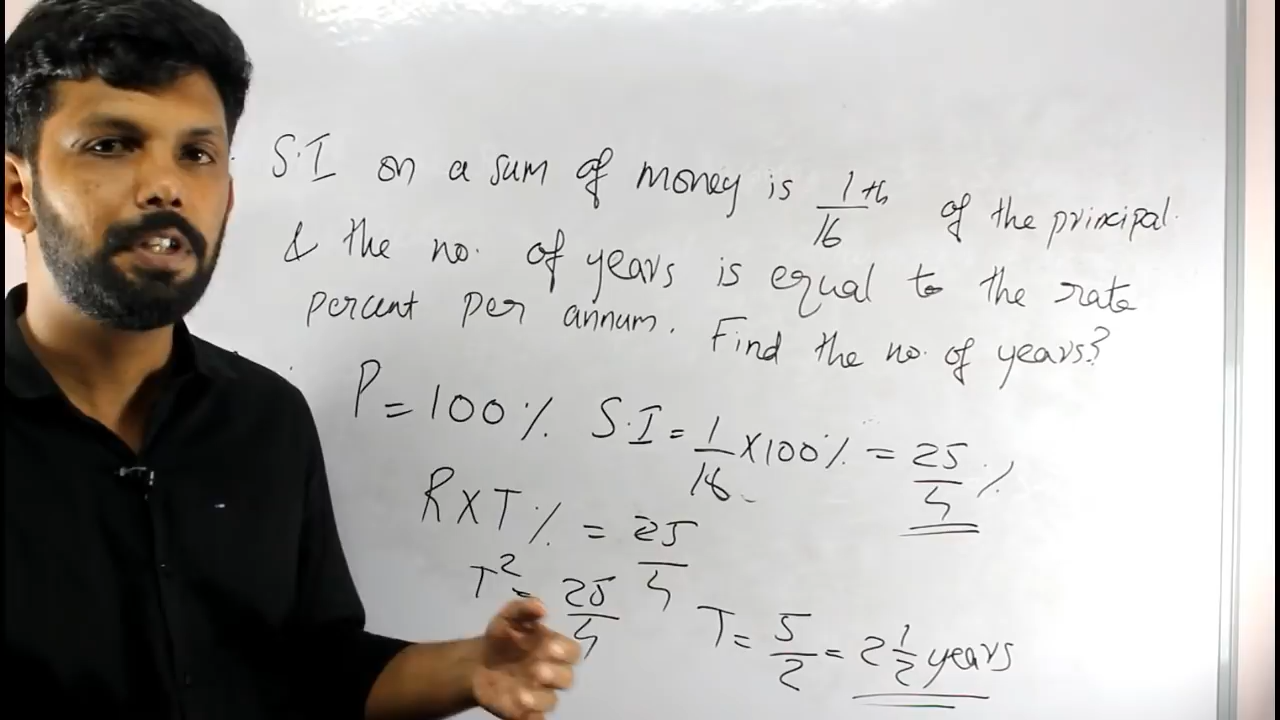 S.I on a sum of money is 1/16 th of the principal.
& the no. of years is equal to the rate
percent per annum. Find the no. of years?
P = 100% S.I = 1/16 X 100% = 25/4 %
R X T % = 25/4
T² = 25/4 T = 5/2 = 2 1/2 years